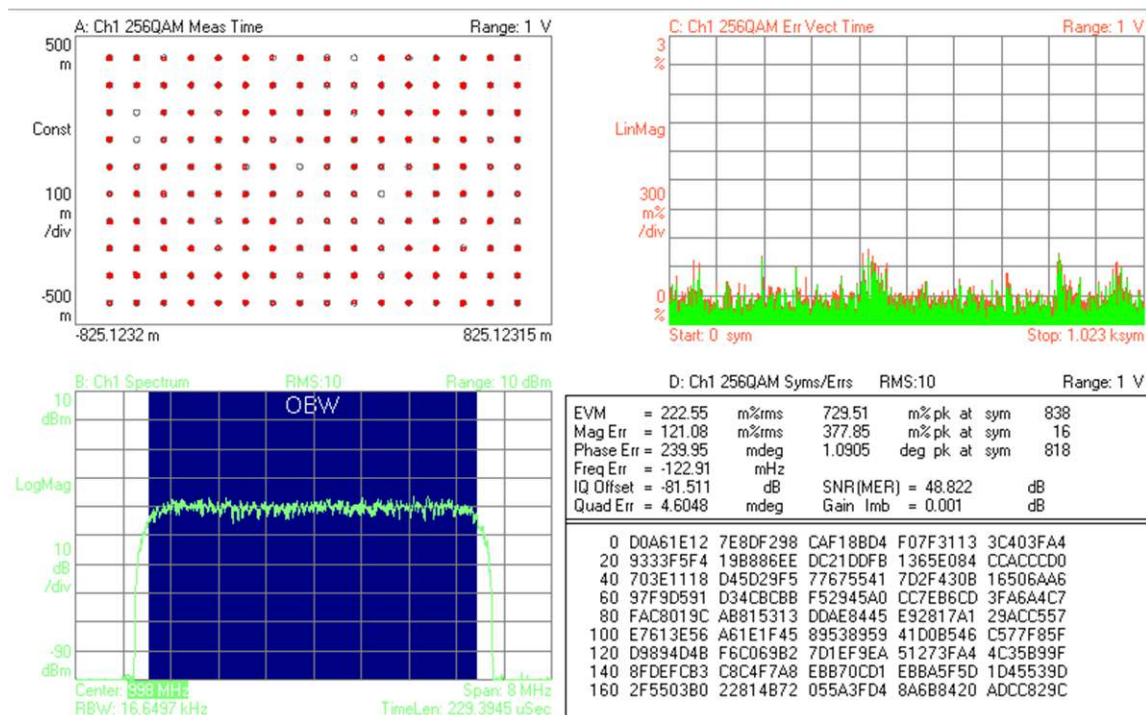 A: Ch1 256QAM Meas Time Range: 1 V
500
m
Const
100
m
/div
-500
m
-825.1232 m 825.12315 m
C: Ch1 256QAM Err Vect Time Range: 1 V
3
%
LinMag
300
m%
/div
0
%
Start: 0 sym Stop: 1.023 ksym
B: Ch1 Spectrum RMS:10 Range: 10 dBm
10
dBm
OBW
LogMag
10
dB
/div
-90
dBm
Center: 998 MHz Span: 8 MHz
RBW: 16.6497 kHz TimeLen: 229.3945 uSec
D: Ch1 256QAM Syms/Errs RMS:10 Range: 1 V
EVM = 222.55 m%rms 729.51 m%pk at sym 838
Mag Err = 121.08 m%rms 377.85 m%pk at sym 16
Phase Err = 239.95 mdeg 1.0905 deg pk at sym 818
Freq Err = -122.91 mHz
IQ Offset = -81.511 dB SNR(MER) = 48.822 dB
Quad Err = 4.6048 mdeg Gain Imb = 0.001 dB
0 D0A61E12 7E8DF298 CAF18BD4 F07F3113 3C403FA4
20 9333F5F4 19B886EE DC21DDFB 1365E084 CCACCCD0
40 703E1118 D45D29F5 77675541 7D2F430B 16506AA6
60 97F9D591 D34CBCBB F52945A0 CC7EB6CD 3FA6A4C7
80 FAC8019C AB815313 DDAE8445 E92817A1 29ACC557
100 E7613E56 A61E1F45 89538959 41D0B546 C577F85F
120 D9894D4B F6C069B2 7D1EF9EA 51273FA4 4C35B99F
140 8FDEFCB3 C8C4F7A8 EBB70CD1 EBBA5F5D 1D45539D
160 2F5503B0 22814B72 055A3FD4 8A6B8420 ADCC829C